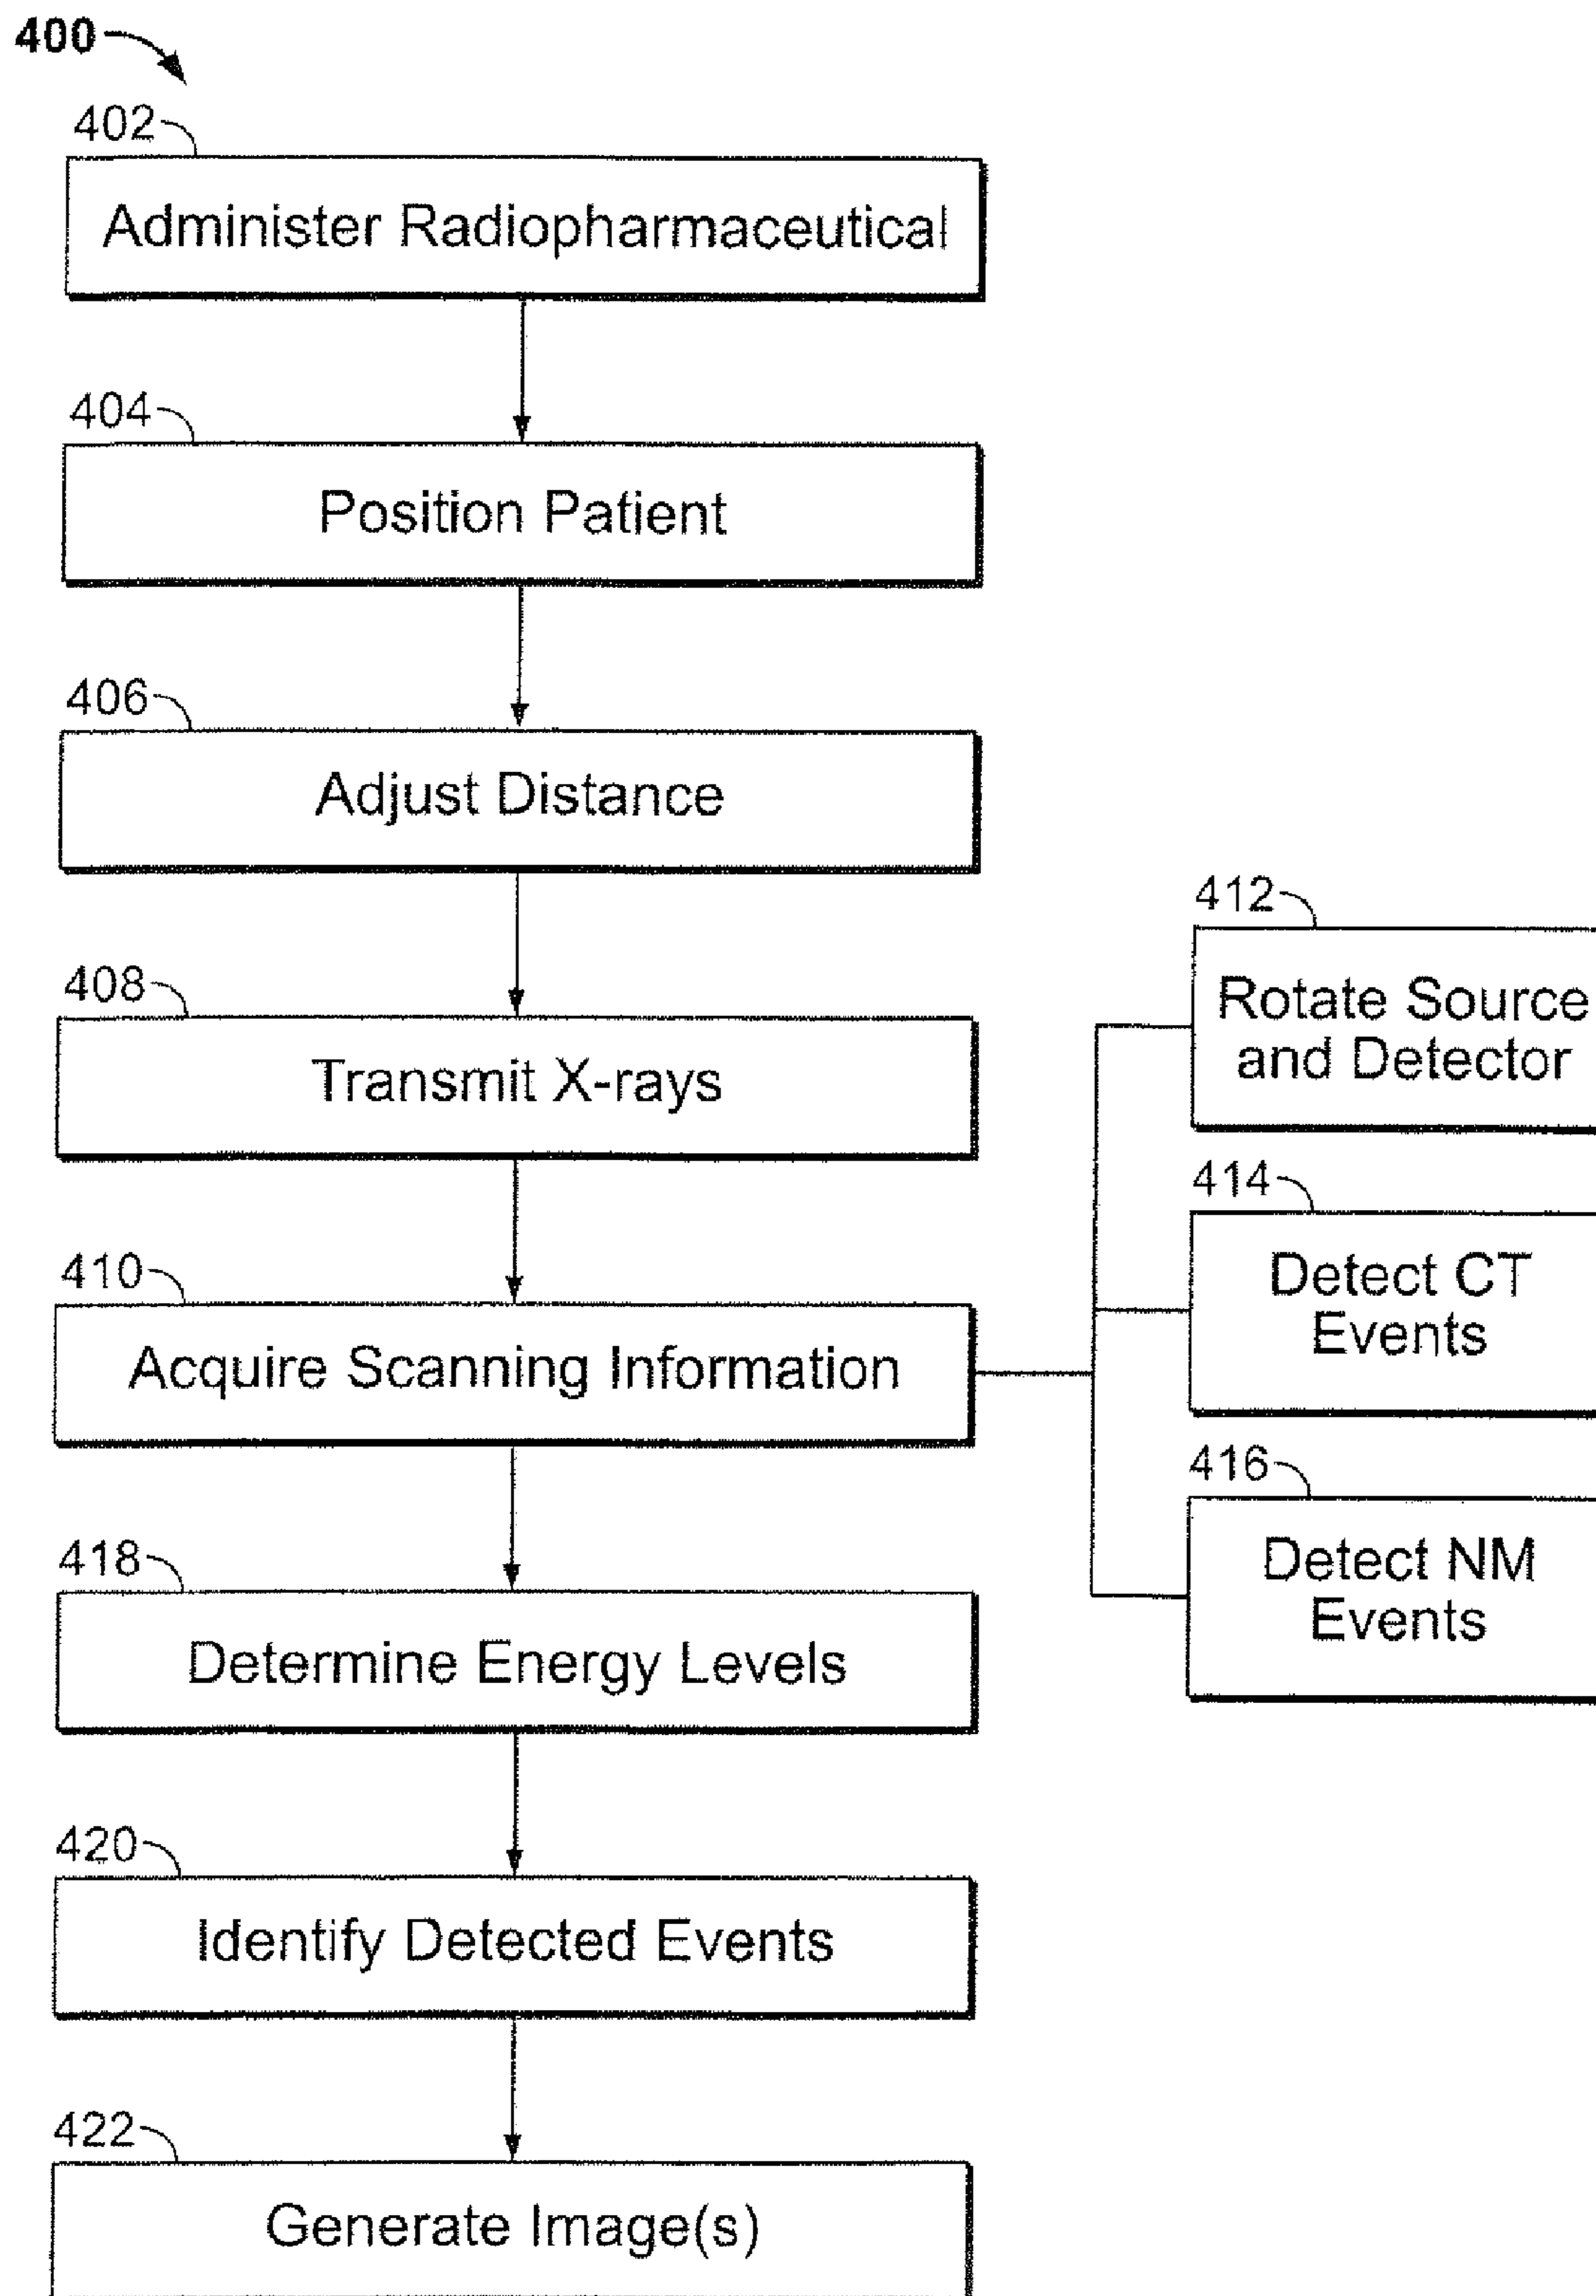 400
402
Administer Radiopharmaceutical
404
Position Patient
406
Adjust Distance
408
Transmit X-rays
410
Acquire Scanning Information
412
Rotate Source
and Detector
414
Detect CT
Events
416
Detect NM
Events
418
Determine Energy Levels
420
Identify Detected Events
422
Generate Image(s)